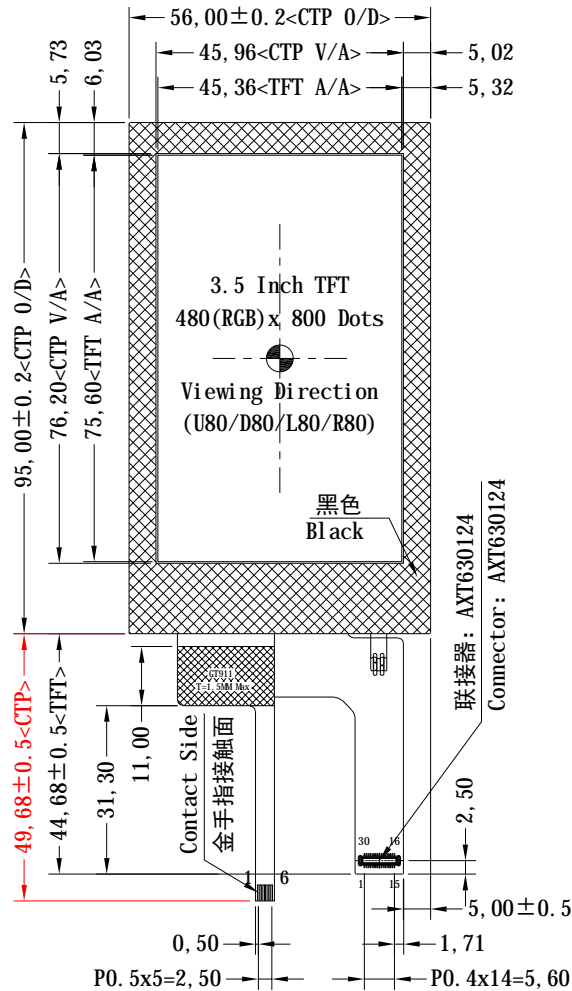 56,00±0.2<CTP O/D>
45,96<CTP V/A>
5,02
45,36<TFT A/A>
5,32
5,73
6,03
95,00±0.2<CTP O/D>
76,20<CTP V/A>
75,60<TFT A/A>
3.5 Inch TFT
480(RGB)x 800 Dots
Viewing Direction
(U80/D80/L80/R80)
黑色
Black
联接器: AXT630124
Connector: AXT630124
49,68±0.5<CTP>
44,68±0.5<TFT>
31,30
11,00
GT911
T=1.5MM Max
Contact Side
金手指接触面
1
6
30
16
1
15
2,50
5,00±0.5
0,50
1,71
P0.5x5=2,50
P0.4x14=5,60